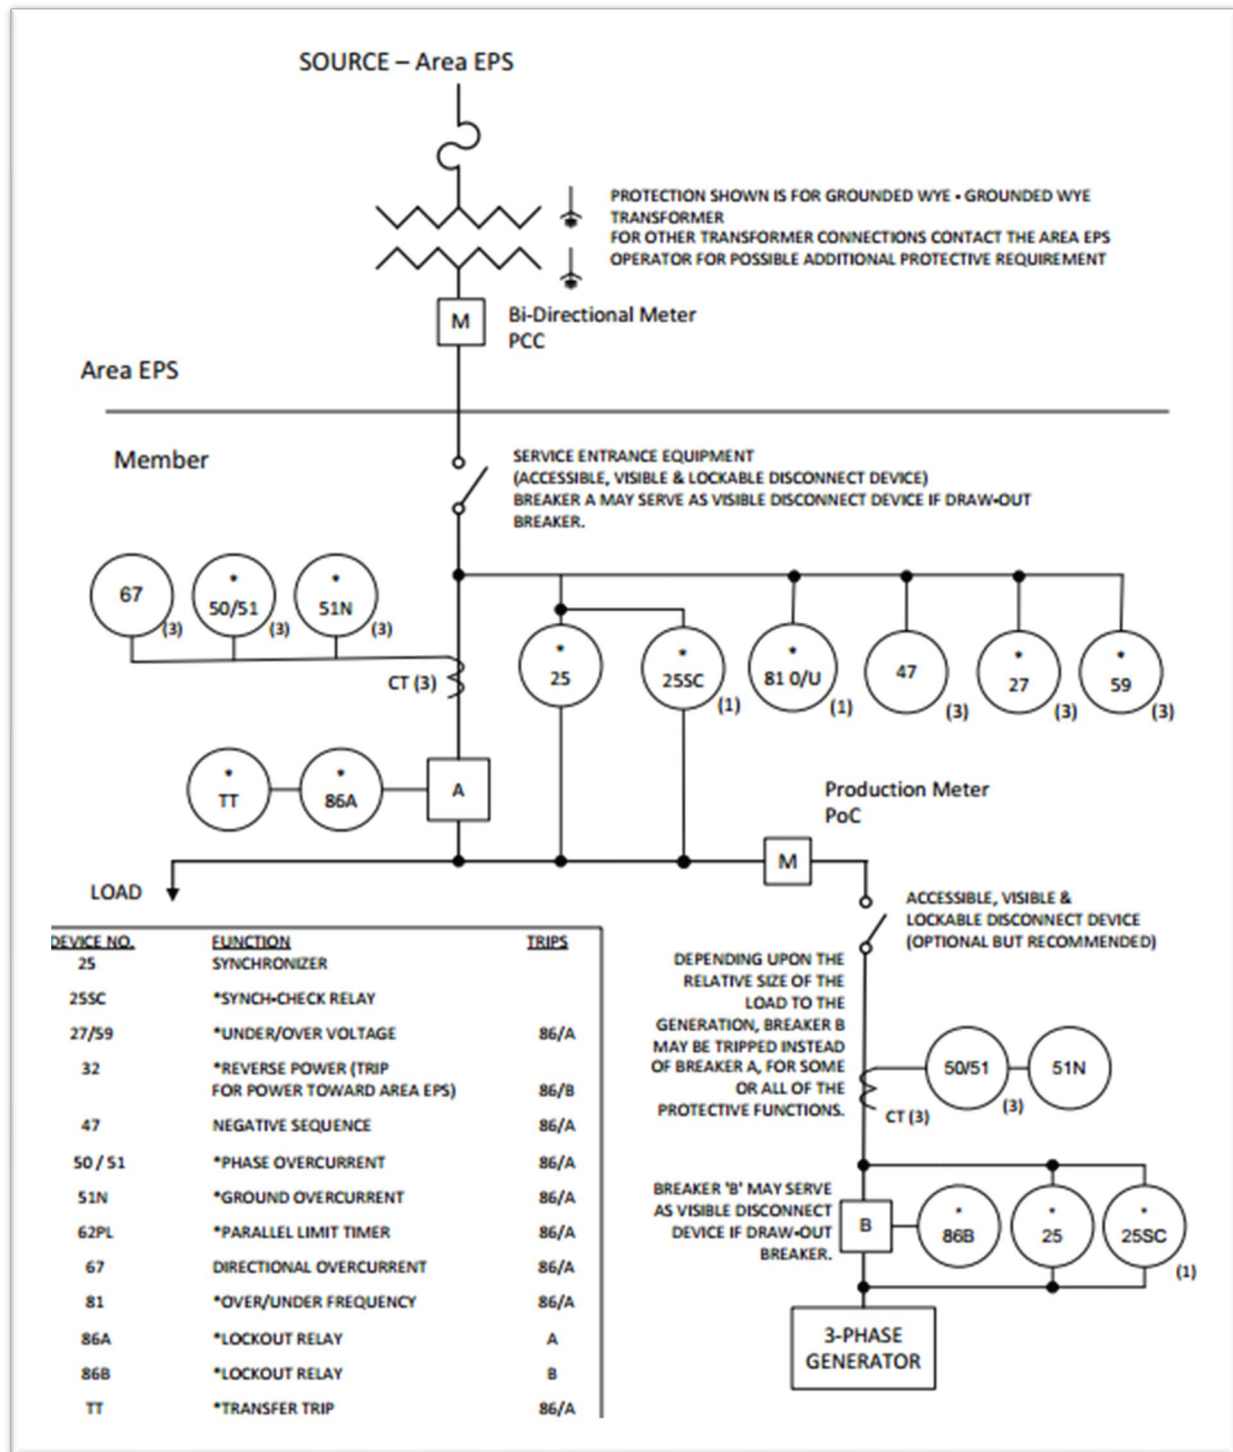 SOURCE – Area EPS
PROTECTION SHOWN IS FOR GROUNDED WYE - GROUNDED WYE
TRANSFORMER
FOR OTHER TRANSFORMER CONNECTIONS CONTACT THE AREA EPS
OPERATOR FOR POSSIBLE ADDITIONAL PROTECTIVE REQUIREMENT
M
Bi-Directional Meter
PCC
Area EPS
Member
SERVICE ENTRANCE EQUIPMENT
(ACCESSIBLE, VISIBLE & LOCKABLE DISCONNECT DEVICE)
BREAKER A MAY SERVE AS VISIBLE DISCONNECT DEVICE IF DRAW-OUT
BREAKER.
67
(3)
*
50/51
(3)
*
51N
(3)
CT (3)
*
25
*
25SC
(1)
*
81 0/U
(1)
47
(3)
*
27
(3)
*
59
(3)
*
TT
*
86A
A
Production Meter
PoC
M
LOAD
ACCESSIBLE, VISIBLE &
LOCKABLE DISCONNECT DEVICE
(OPTIONAL BUT RECOMMENDED)
DEPENDING UPON THE
RELATIVE SIZE OF THE
LOAD TO THE
GENERATION, BREAKER B
MAY BE TRIPPED INSTEAD
OF BREAKER A, FOR SOME
OR ALL OF THE
PROTECTIVE FUNCTIONS.
50/51
(3)
51N
CT (3)
BREAKER 'B' MAY SERVE
AS VISIBLE DISCONNECT
DEVICE IF DRAW-OUT
BREAKER.
B
*
86B
*
25
*
25SC
(1)
3-PHASE
GENERATOR
DEVICE NO. FUNCTION TRIPS
25 SYNCHRONIZER
25SC *SYNCH-CHECK RELAY
27/59 *UNDER/OVER VOLTAGE 86/A
32 *REVERSE POWER (TRIP
FOR POWER TOWARD AREA EPS) 86/B
47 NEGATIVE SEQUENCE 86/A
50 / 51 *PHASE OVERCURRENT 86/A
51N *GROUND OVERCURRENT 86/A
62PL *PARALLEL LIMIT TIMER 86/A
67 DIRECTIONAL OVERCURRENT 86/A
81 *OVER/UNDER FREQUENCY 86/A
86A *LOCKOUT RELAY A
86B *LOCKOUT RELAY B
TT *TRANSFER TRIP 86/A